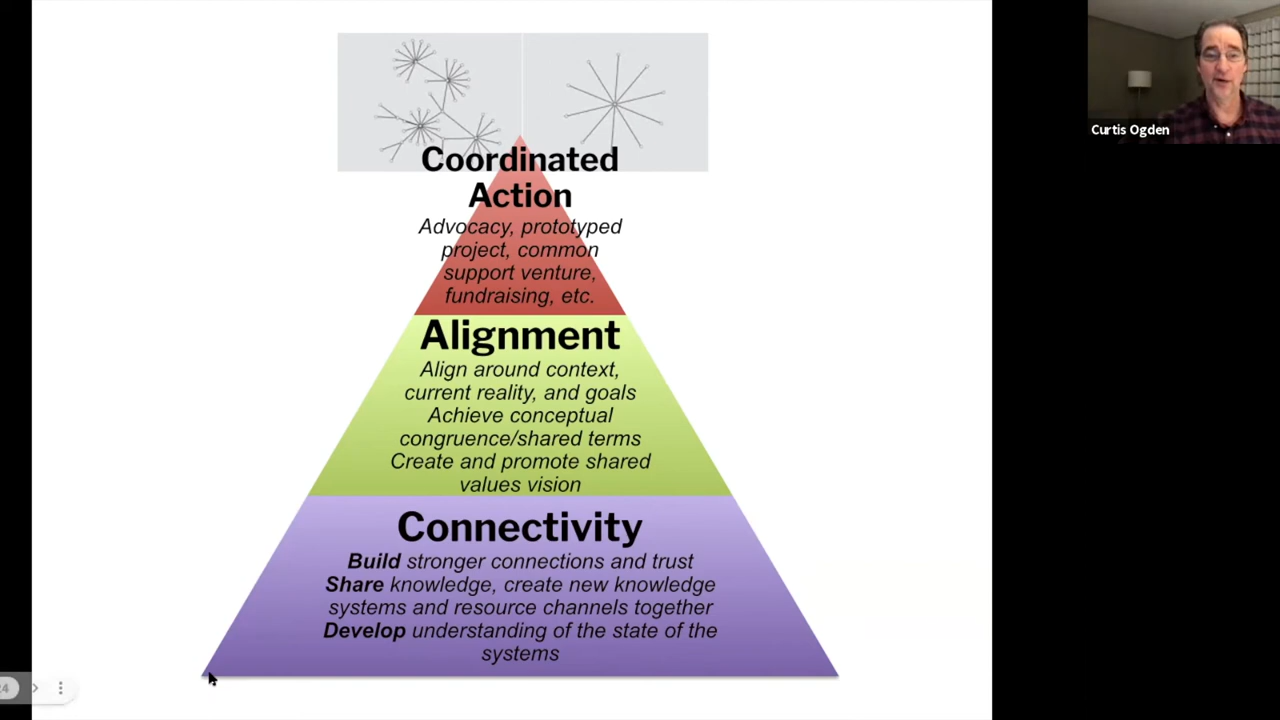 Coordinated
Action
Advocacy, prototyped
project, common
support venture,
fundraising, etc.
Alignment
Align around context,
current reality, and goals
Achieve conceptual
congruence/shared terms
Create and promote shared
values vision
Connectivity
Build stronger connections and trust
Share knowledge, create new knowledge
systems and resource channels together
Develop understanding of the state of the
systems
Curtis Ogden
24